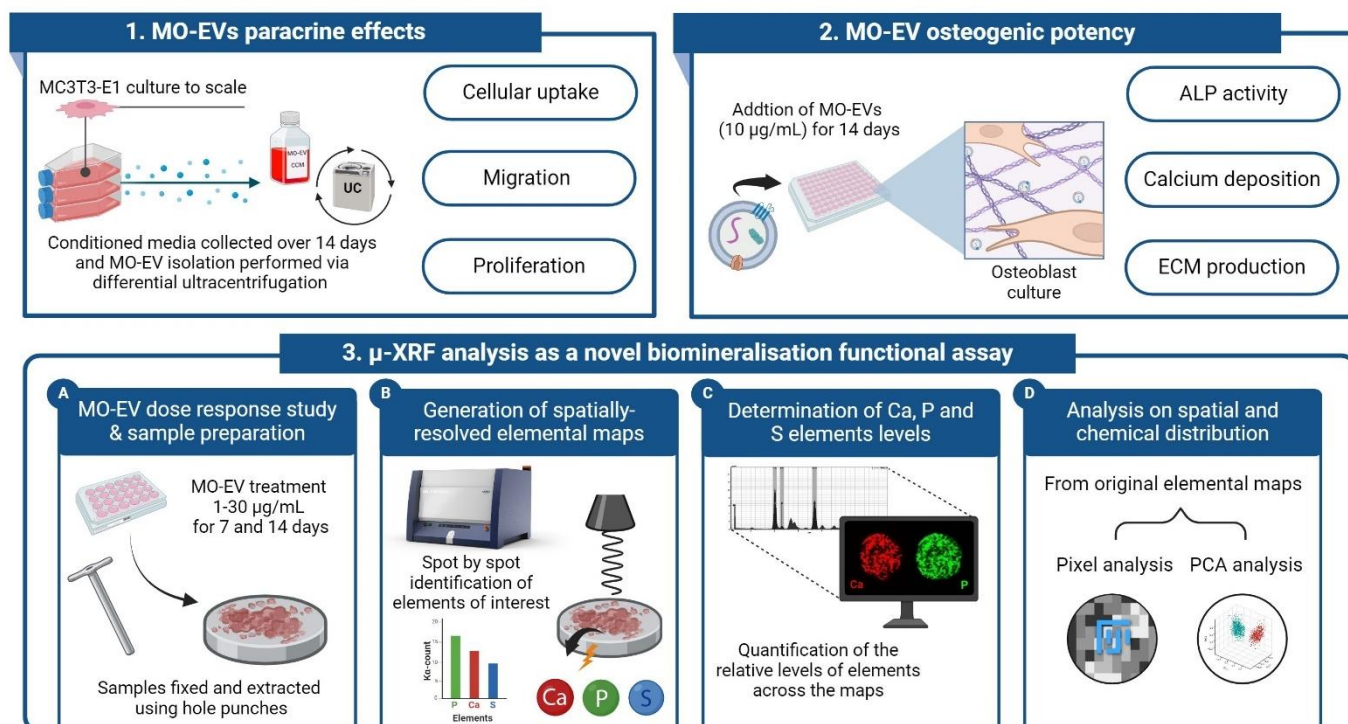 1. MO-EVs paracrine effects
MC3T3-E1 culture to scale
MO-EV
CCM
UC
Conditioned media collected over 14 days
and MO-EV isolation performed via
differential ultracentrifugation
Cellular uptake
Migration
Proliferation
2. MO-EV osteogenic potency
Addtion of MO-EVs
(10 µg/mL) for 14 days
Osteoblast
culture
ALP activity
Calcium deposition
ECM production
3. µ-XRF analysis as a novel biomineralisation functional assay
A
MO-EV dose response study
& sample preparation
MO-EV treatment
1-30 µg/mL
for 7 and 14 days
Samples fixed and extracted
using hole punches
B
Generation of spatially-
resolved elemental maps
Spot by spot
identification of
elements of interest
Kα-count
20
15
10
5
0
P Ca S
Elements
Ca P S
C
Determination of Ca, P and
S elements levels
Ca
P
Quantification of the
relative levels of elements
across the maps
D
Analysis on spatial and
chemical distribution
From original elemental maps
Pixel analysis
PCA analysis